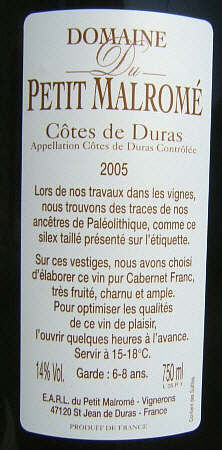 DOMAINE
Du
PETIT MALROMÉ
Côtes de Duras
Appellation Côtes de Duras Contrôlée
2005
Lors de nos travaux dans les vignes,
nous trouvons des traces de nos
ancêtres de Paléolithique, comme ce
silex taillé présenté sur l'étiquette.
Sur ces vestiges, nous avons choisi
d'élaborer ce vin pur Cabernet Franc,
très fruité, charnu et ample.
Pour optimiser les qualités
de ce vin de plaisir,
l'ouvrir quelques heures à l'avance.
Servir à 15-18°C.
14% Vol. Garde : 6-8 ans. 750 ml
E.A.R.L. du Petit Malromé - Vignerons
47120 St Jean de Duras - France
PRODUIT DE FRANCE